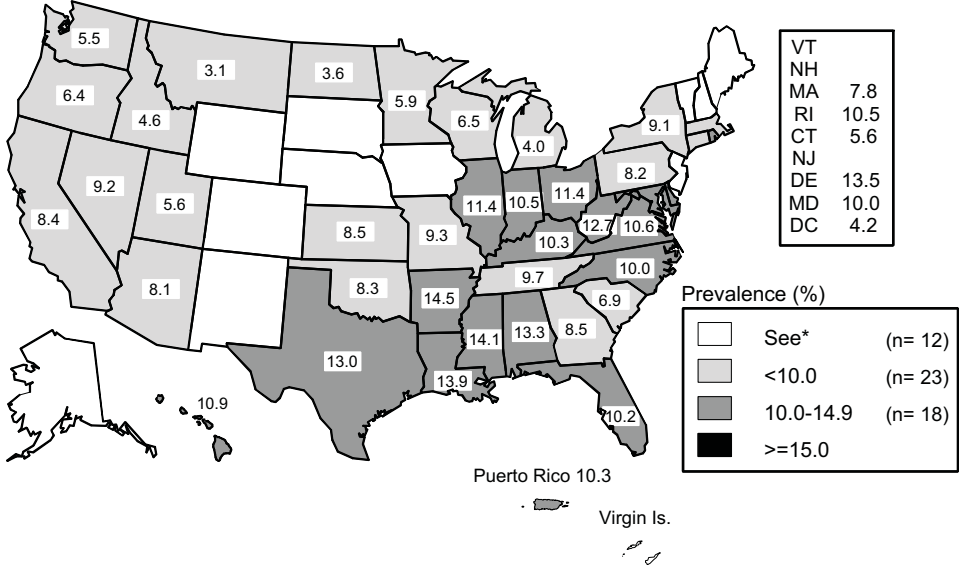 5.5
3.1
3.6
6.4
4.6
5.9
6.5
4.0
9.1
8.2
9.2
5.6
8.4
8.5
9.3
11.4
10.5
11.4
12.7
10.6
10.3
8.1
8.3
14.5
9.7
10.0
6.9
8.5
13.0
14.1
13.3
13.9
10.2
10.9
VT
NH
MA 7.8
RI 10.5
CT 5.6
NJ
DE 13.5
MD 10.0
DC 4.2
Prevalence (%)
See* (n= 12)
<10.0 (n= 23)
10.0-14.9 (n= 18)
>=15.0
Puerto Rico 10.3
Virgin Is.